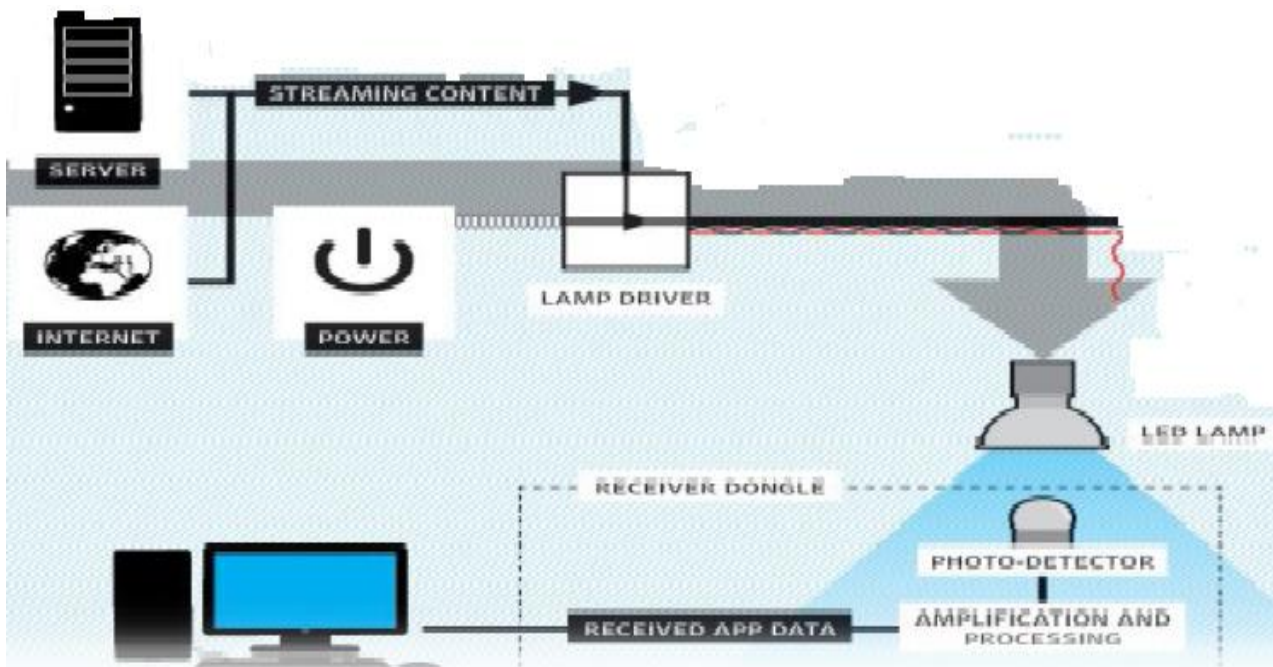 STREAMING CONTENT
SERVER
LAMP DRIVER
INTERNET
POWER
LED LAMP
RECEIVER DONGLE
PHOTO-DETECTOR
RECEIVED APP DATA
AMPLIFICATION AND
PROCESSING